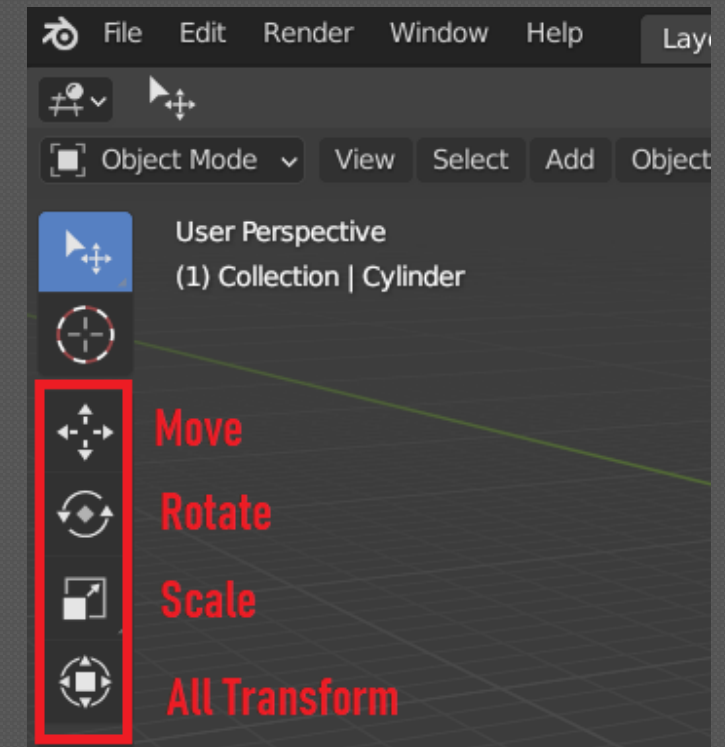 File Edit Render Window Help
Object Mode View Select Add Object
User Perspective
(1) Collection | Cylinder
Move
Rotate
Scale
All Transform